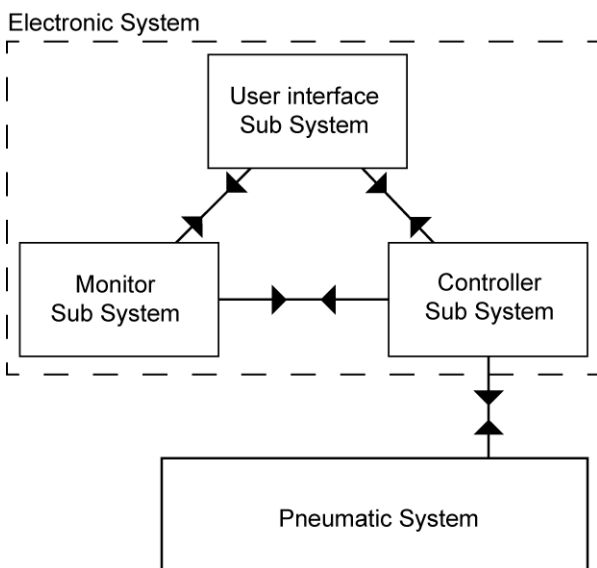 Electronic System
User interface
Sub System
Monitor
Sub System
Controller
Sub System
Pneumatic System